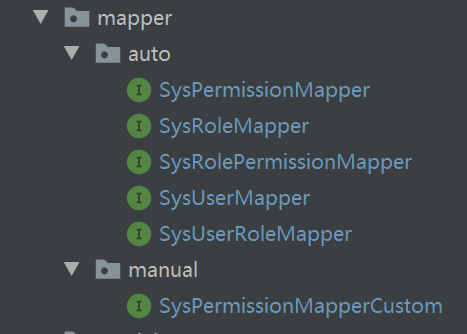 mapper
auto
I SysPermissionMapper
I SysRoleMapper
I SysRolePermissionMapper
I SysUserMapper
I SysUserRoleMapper
manual
I SysPermissionMapperCustom